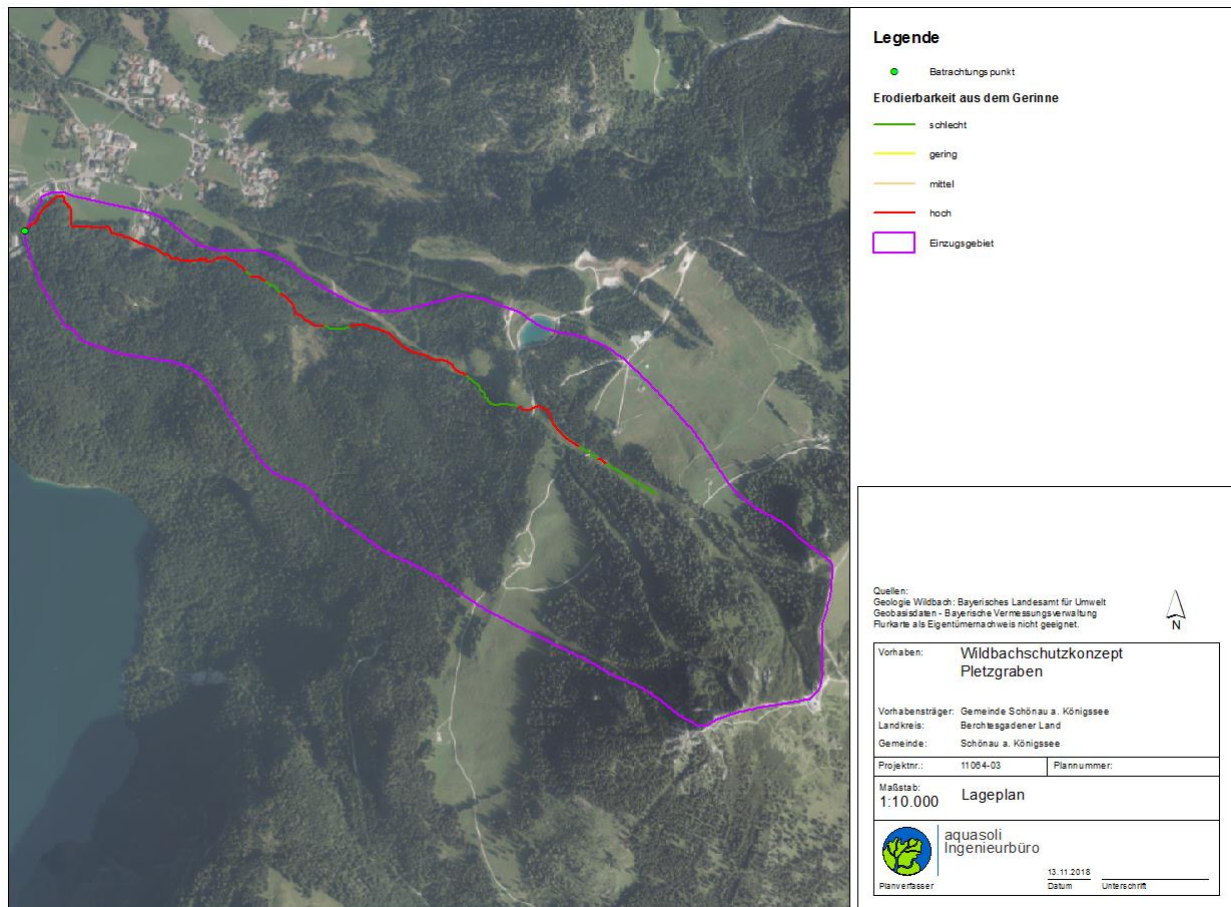 Legende
Batrachtungspunkt
Erodierbarkeit aus dem Gerinne
schlecht
gering
mittel
hoch
Einzugsgebiet
Quellen:
Geologie Wildbach: Bayerisches Landesamt für Umwelt
Geobasisdaten - Bayerische Vermessungsverwaltung
Flurkarte als Eigentümernachweis nicht geeignet.
N
Vorhaben: Wildbachschutzkonzept
Pletzgraben
Vorhabensträger: Gemeinde Schönau a. Königssee
Landkreis: Berchtesgadener Land
Gemeinde: Schönau a. Königssee
Projektnr.: 11064-03 Plannummer:
Maßstab:
1:10.000 Lageplan
aquasoli
Ingenieurbüro
13.11.2018
Planverfasser Datum Unterschrift